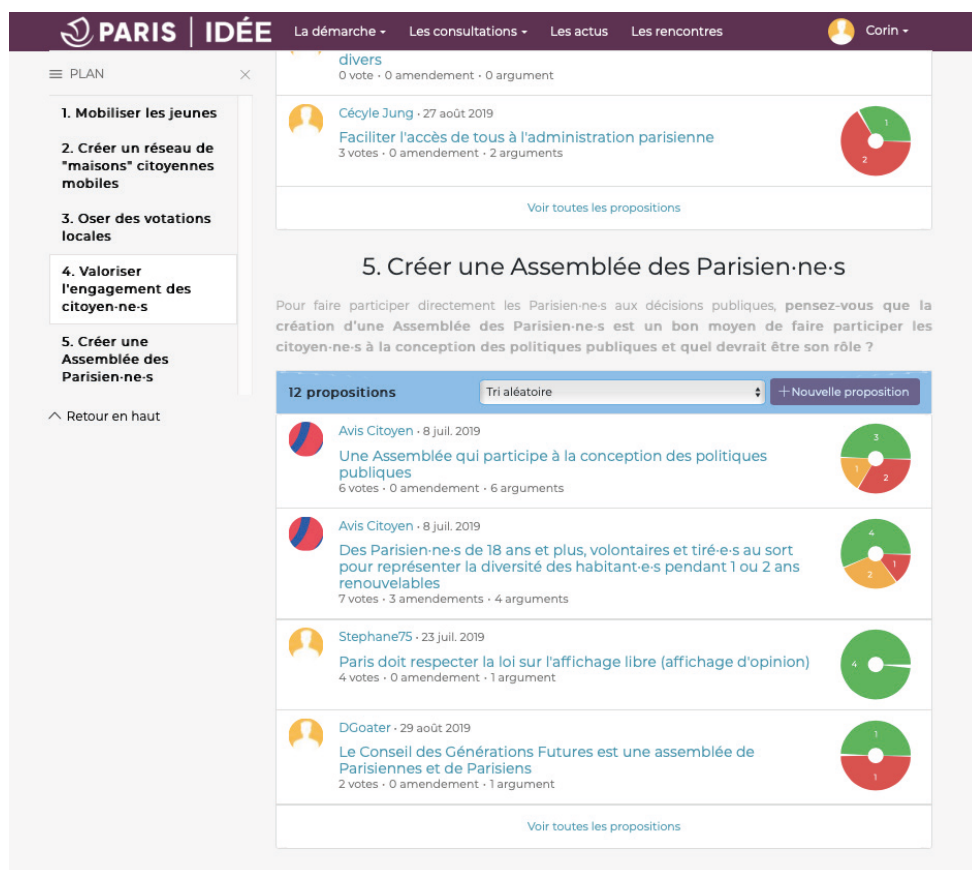 PARIS | IDÉE La démarche Les consultations Les actus Les rencontres Corin
PLAN
1. Mobiliser les jeunes
2. Créer un réseau de
"maisons" citoyennes
mobiles
3. Oser des votations
locales
4. Valoriser
l'engagement des
citoyen·ne·s
5. Créer une
Assemblée des
Parisien·ne·s
Retour en haut
divers
0 vote • 0 amendement • 0 argument
Cécyle Jung • 27 août 2019
Faciliter l'accès de tous à l'administration parisienne
3 votes • 0 amendement • 2 arguments
1
2
Voir toutes les propositions
5. Créer une Assemblée des Parisien·ne·s
Pour faire participer directement les Parisien·ne·s aux décisions publiques, pensez-vous que la
création d'une Assemblée des Parisien·ne·s est un bon moyen de faire participer les
citoyen·ne·s à la conception des politiques publiques et quel devrait être son rôle ?
12 propositions Tri aléatoire +Nouvelle proposition
Avis Citoyen • 8 juil. 2019
Une Assemblée qui participe à la conception des politiques
publiques
6 votes • 0 amendement • 6 arguments
3
1
2
Avis Citoyen • 8 juil. 2019
Des Parisien·ne·s de 18 ans et plus, volontaires et tiré·e·s au sort
pour représenter la diversité des habitant·e·s pendant 1 ou 2 ans
renouvelables
7 votes • 3 amendements • 4 arguments
4
1
2
Stephane75 • 23 juil. 2019
Paris doit respecter la loi sur l'affichage libre (affichage d'opinion)
4 votes • 0 amendement • 1 argument
4
DGoater • 29 août 2019
Le Conseil des Générations Futures est une assemblée de
Parisiennes et de Parisiens
2 votes • 0 amendement • 1 argument
1
1
Voir toutes les propositions